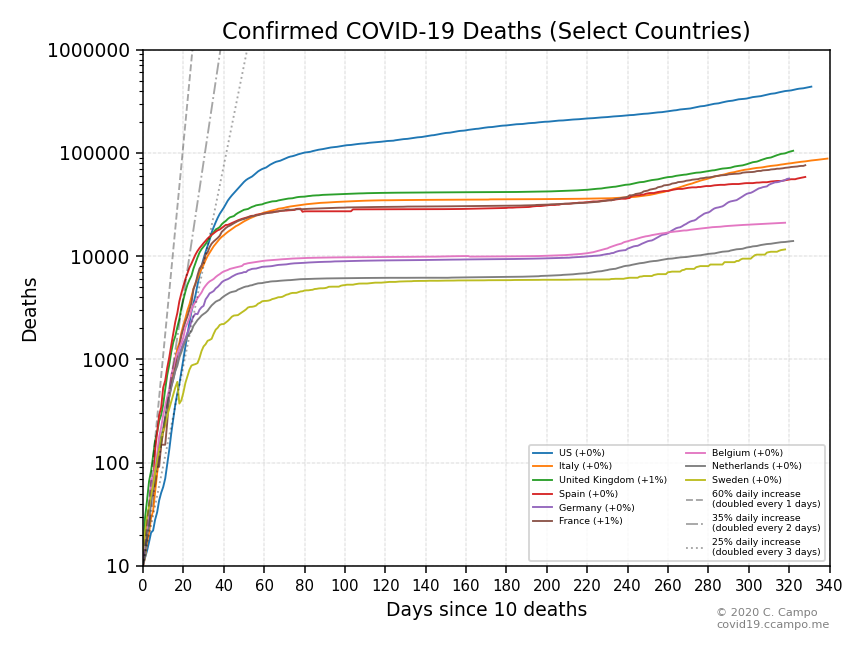 Confirmed COVID-19 Deaths (Select Countries)
1000000
100000
10000
1000
100
10
Deaths
0 20 40 60 80 100 120 140 160 180 200 220 240 260 280 300 320 340
Days since 10 deaths
US (+0%)
Italy (+0%)
United Kingdom (+1%)
Spain (+0%)
Germany (+0%)
France (+1%)
Belgium (+0%)
Netherlands (+0%)
Sweden (+0%)
60% daily increase
(doubled every 1 days)
35% daily increase
(doubled every 2 days)
25% daily increase
(doubled every 3 days)
© 2020 C. Campo
covid19.ccampo.me